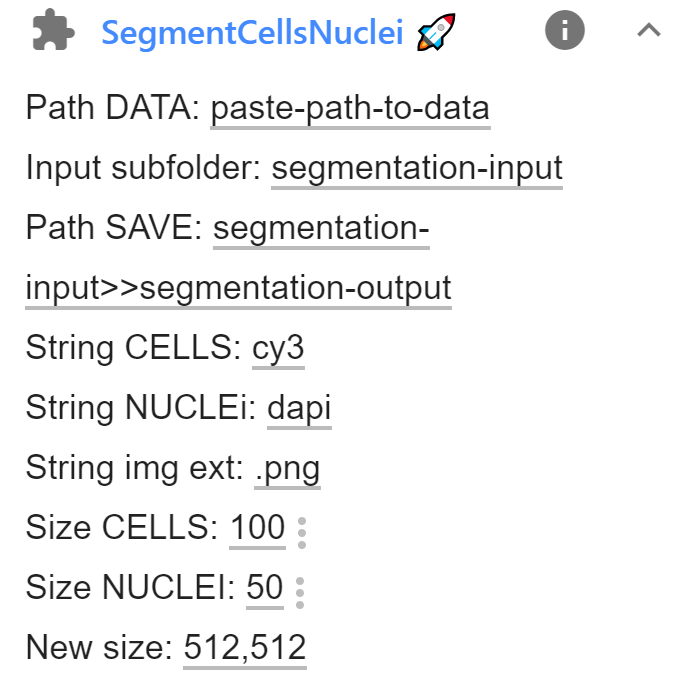 SegmentCellsNuclei 🚀
Path DATA: paste-path-to-data
Input subfolder: segmentation-input
Path SAVE: segmentation-
input>>segmentation-output
String CELLS: cy3
String NUCLEi: dapi
String img ext: .png
Size CELLS: 100
Size NUCLEI: 50
New size: 512,512